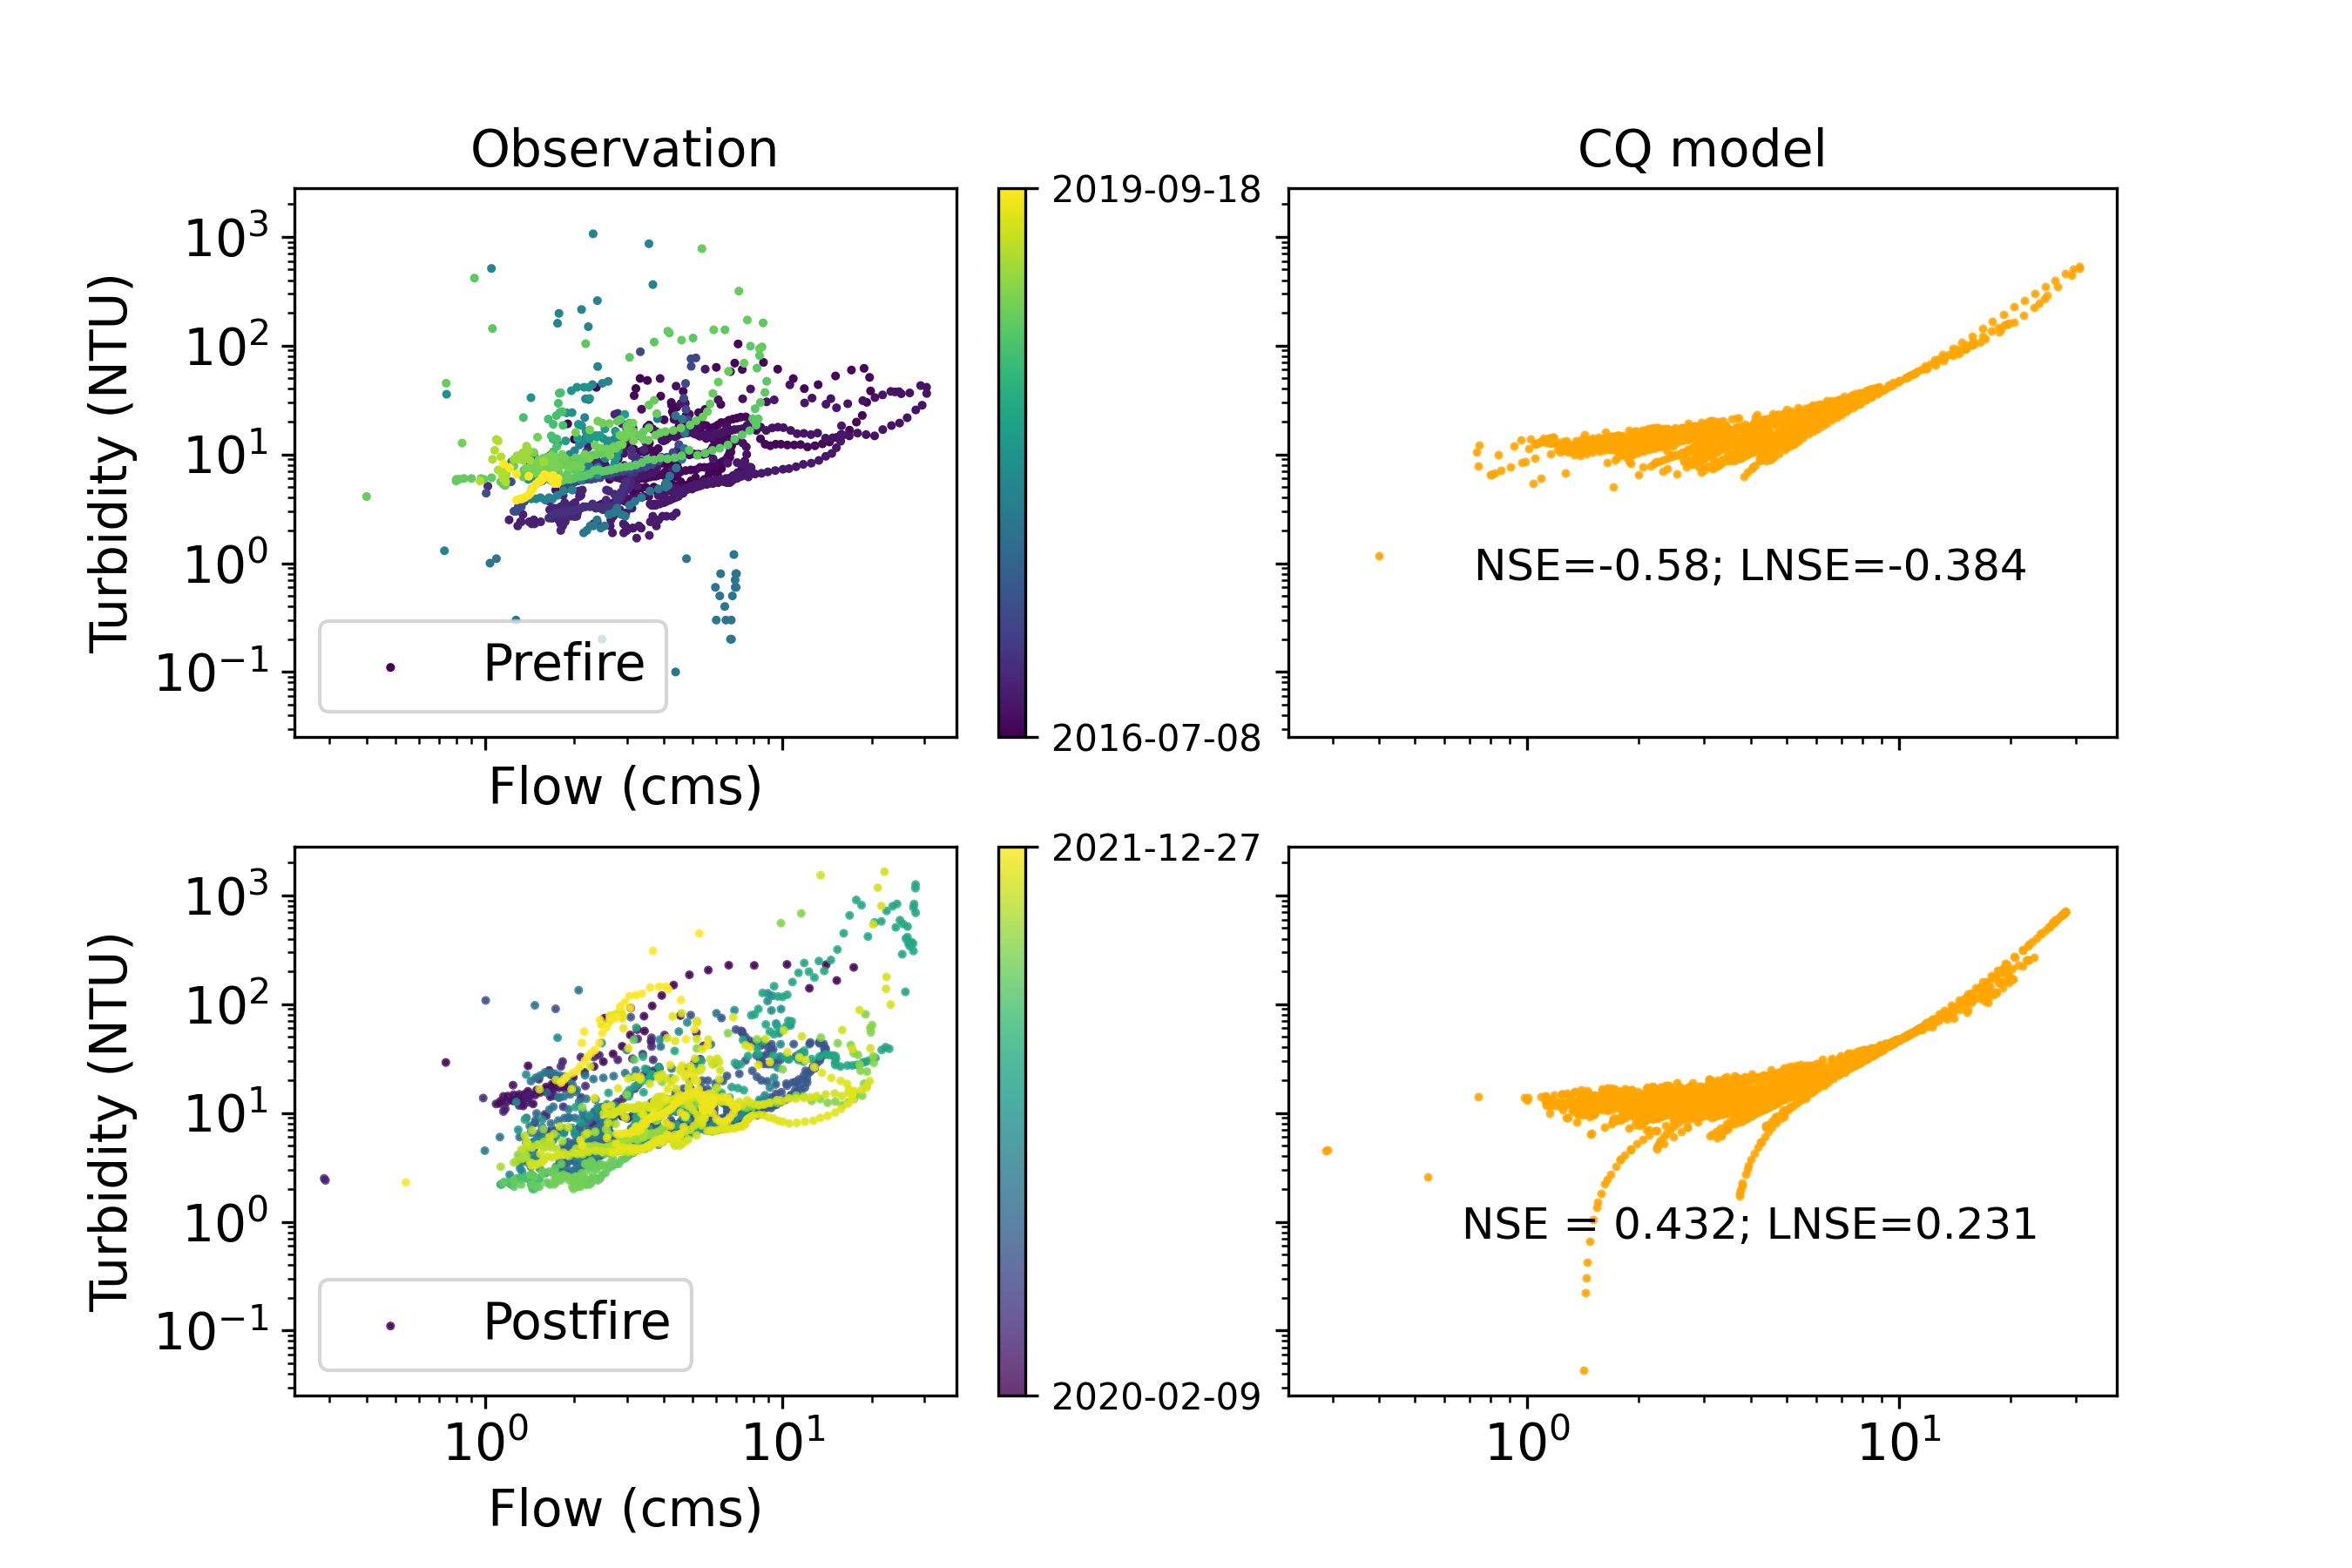 Observation
CQ model
10³
10²
10¹
10⁰
10⁻¹
Turbidity (NTU)
Prefire
Flow (cms)
2019-09-18
2016-07-08
NSE=-0.58; LNSE=-0.384
10³
10²
10¹
10⁰
10⁻¹
Turbidity (NTU)
Postfire
10⁰ 10¹
Flow (cms)
2021-12-27
2020-02-09
NSE = 0.432; LNSE=0.231
10⁰ 10¹